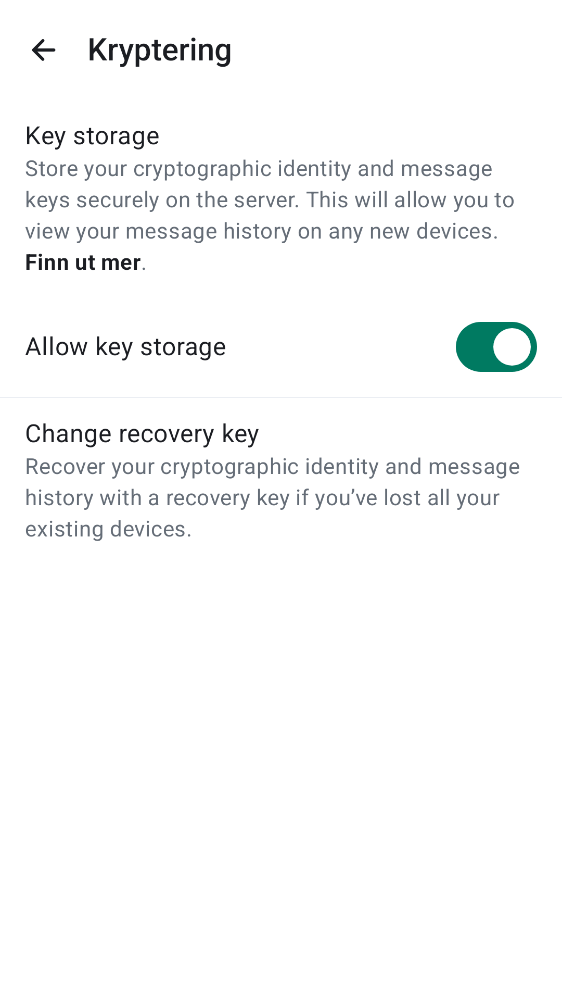 Kryptering
Key storage
Store your cryptographic identity and message
keys securely on the server. This will allow you to
view your message history on any new devices.
Finn ut mer.
Allow key storage
Change recovery key
Recover your cryptographic identity and message
history with a recovery key if you’ve lost all your
existing devices.